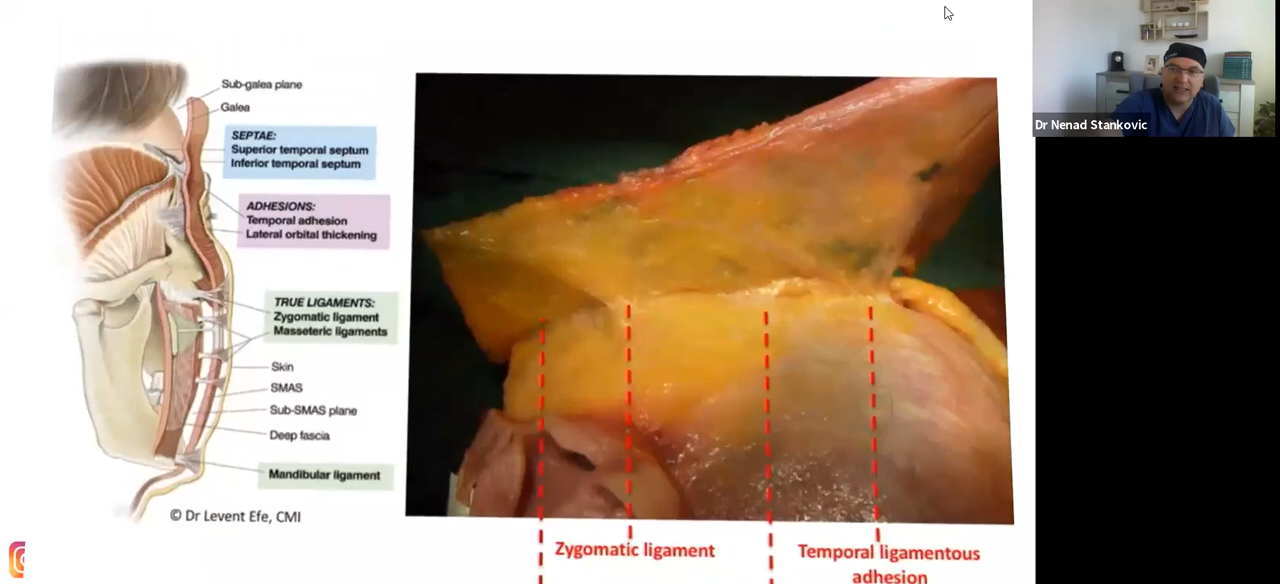 Sub-galea plane
Galea
SEPTAE:
Superior temporal septum
Inferior temporal septum
ADHESIONS:
Temporal adhesion
Lateral orbital thickening
TRUE LIGAMENTS:
Zygomatic ligament
Masseteric ligaments
Skin
SMAS
Sub-SMAS plane
Deep fascia
Mandibular ligament
© Dr Levent Efe, CMI
Zygomatic ligament
Temporal ligamentous
adhesion
Dr Nenad Stankovic